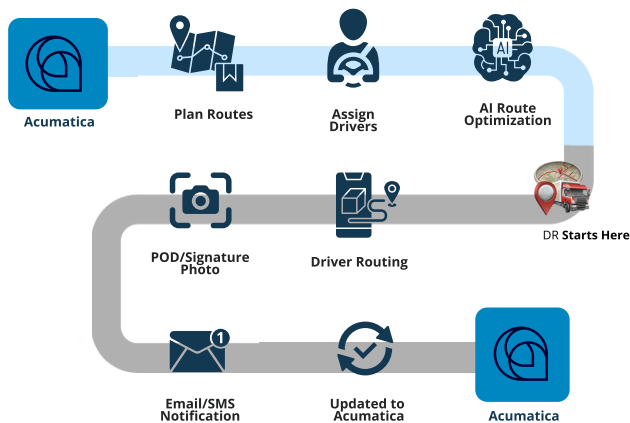 Acumatica
Plan Routes
Assign
Drivers
AI
AI Route
Optimization
DR Starts Here
Driver Routing
POD/Signature
Photo
1
Email/SMS
Notification
Updated to
Acumatica
Acumatica